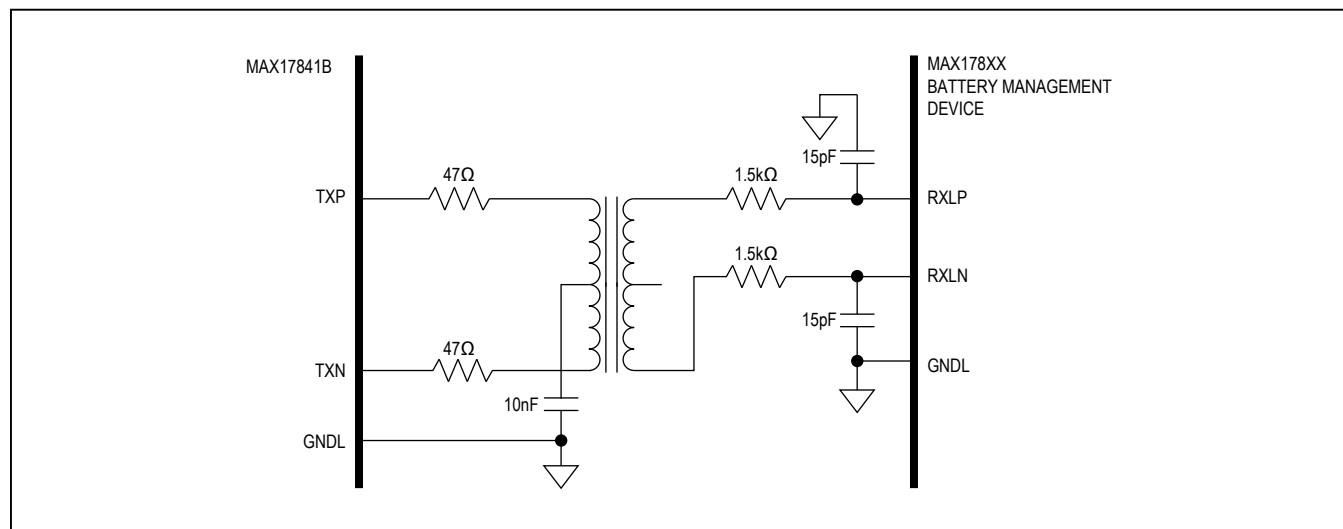 MAX17841B
MAX178XX
BATTERY MANAGEMENT
DEVICE
15pF
47Ω
1.5kΩ
TXP
RXLP
1.5kΩ
RXLN
15pF
47Ω
TXN
GNDL
10nF
GNDL